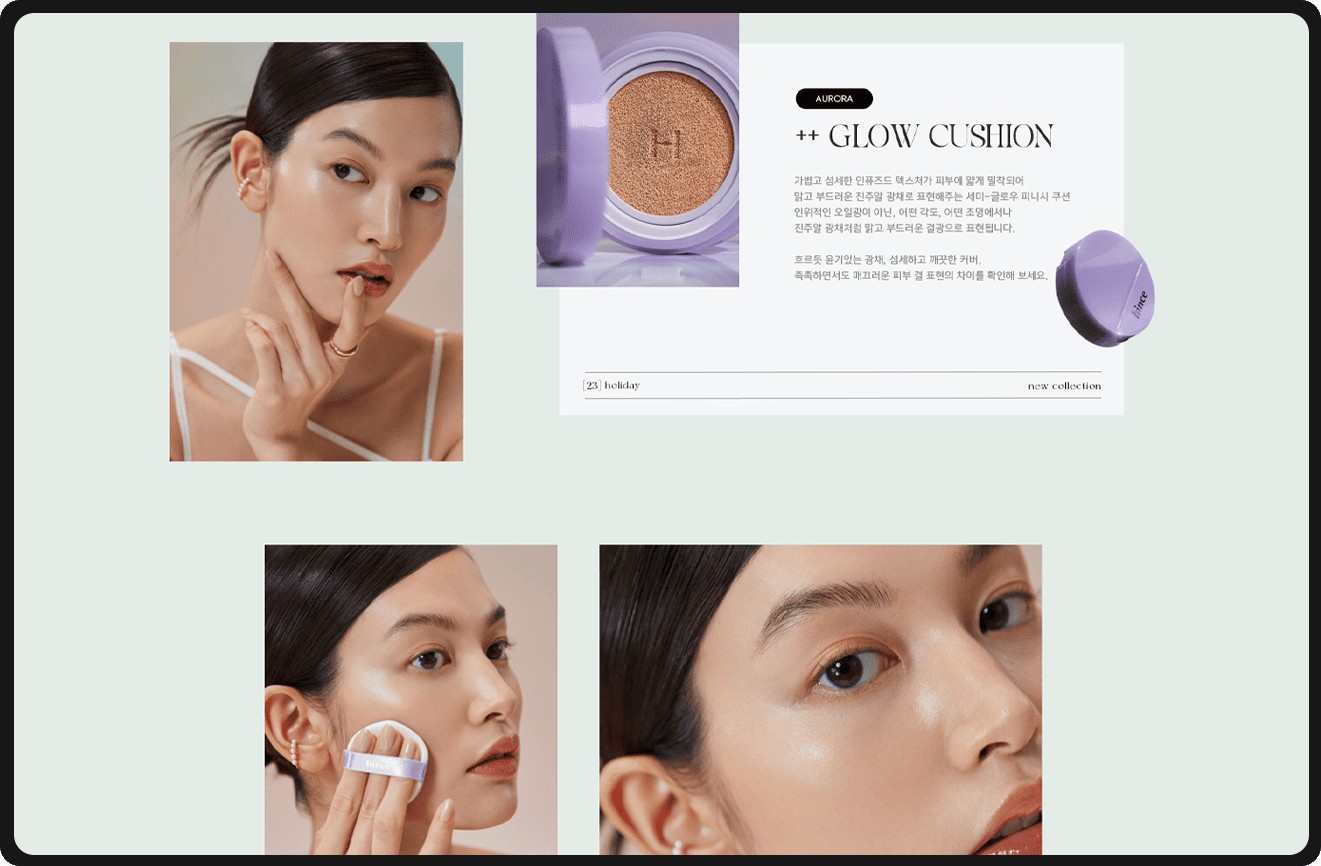 AURORA
++ GLOW CUSHION
가볍고 섬세한 인퓨즈드 텍스처가 피부에 얇게 밀착되어
맑고 부드러운 진주알 광채로 표현해주는 세미-글로우 피니시 쿠션
인위적인 오일광이 아닌, 어떤 각도, 어떤 조명에서나
진주알 광채처럼 맑고 부드러운 결광으로 표현됩니다.
흐르듯 윤기있는 광채, 섬세하고 깨끗한 커버.
촉촉하면서도 매끄러운 피부 결 표현의 차이를 확인해 보세요.
H
hince
[23] holiday
new collection
hince